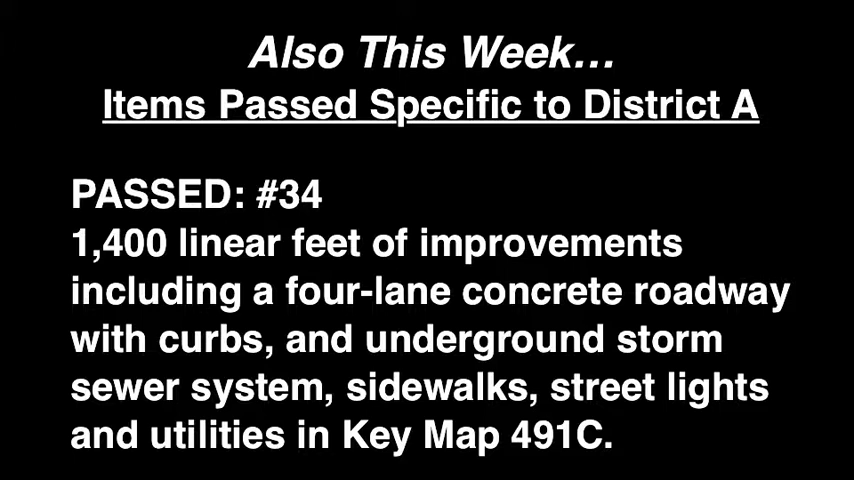 Also This Week...
Items Passed Specific to District A
PASSED: #34
1,400 linear feet of improvements
including a four-lane concrete roadway
with curbs, and underground storm
sewer system, sidewalks, street lights
and utilities in Key Map 491C.